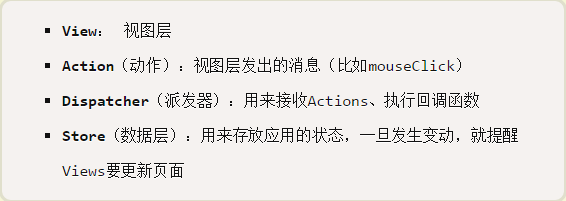 View： 视图层
Action（动作）：视图层发出的消息（比如mouseClick）
Dispatcher（派发器）：用来接收Actions、执行回调函数
Store（数据层）：用来存放应用的状态，一旦发生变动，就提醒
Views要更新页面